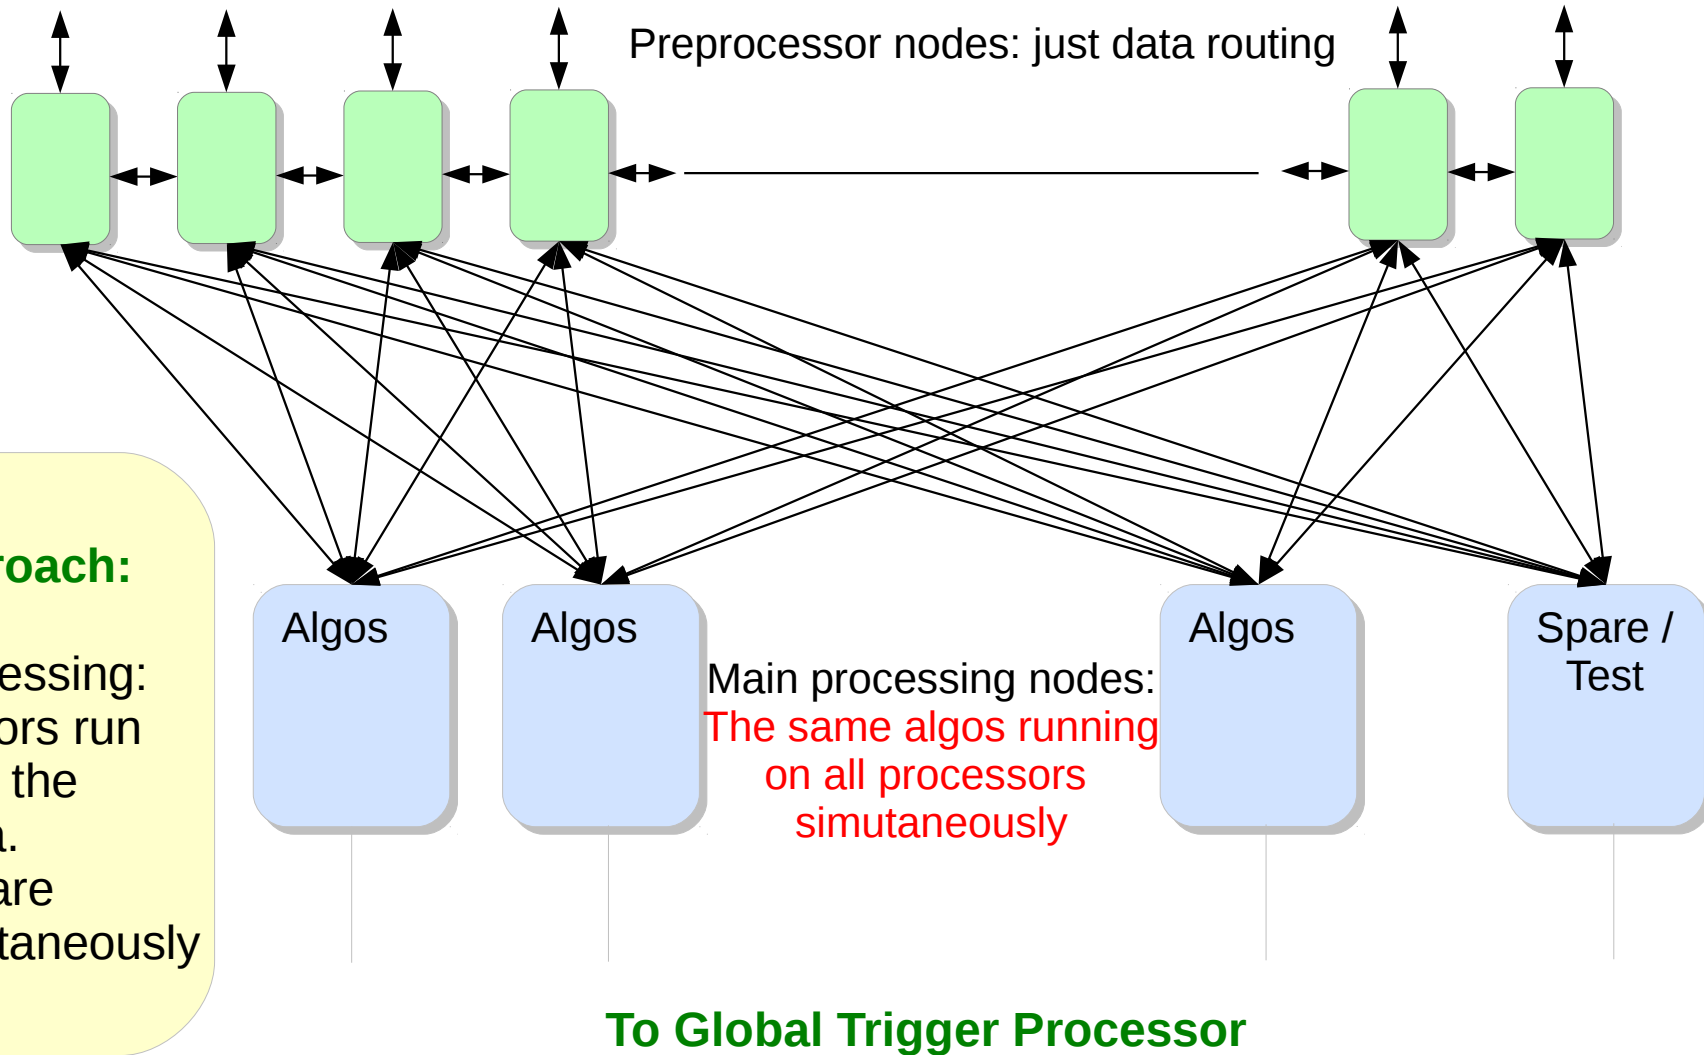 Preprocessor nodes: just data routing
roach:
essing:
ors run
the
a.
are
taneously
Algos
Algos
Algos
Spare /
Test
Main processing nodes:
The same algos running
on all processors
simutaneously
To Global Trigger Processor